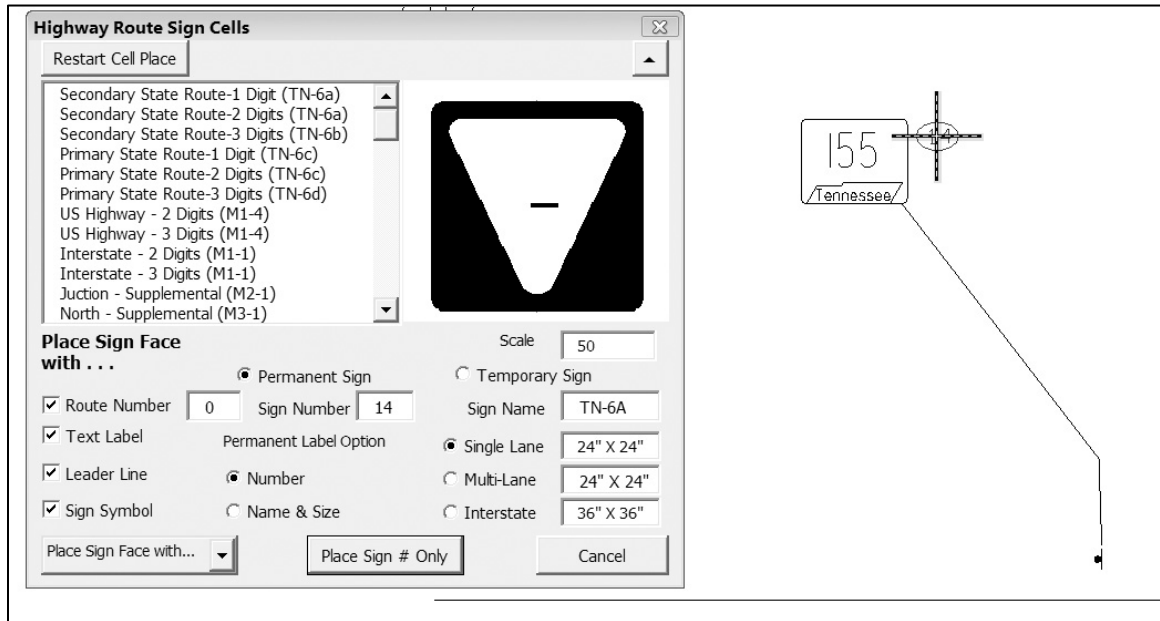 Highway Route Sign Cells
Restart Cell Place
Secondary State Route-1 Digit (TN-6a)
Secondary State Route-2 Digits (TN-6a)
Secondary State Route-3 Digits (TN-6b)
Primary State Route-1 Digit (TN-6c)
Primary State Route-2 Digits (TN-6c)
Primary State Route-3 Digits (TN-6d)
US Highway - 2 Digits (M1-4)
US Highway - 3 Digits (M1-4)
Interstate - 2 Digits (M1-1)
Interstate - 3 Digits (M1-1)
Juction - Supplemental (M2-1)
North - Supplemental (M3-1)
Place Sign Face
with . . .
Scale 50
Permanent Sign Temporary Sign
Route Number 0 Sign Number 14 Sign Name TN-6A
Text Label Permanent Label Option Single Lane 24" X 24"
Leader Line Number Multi-Lane 24" X 24"
Sign Symbol Name & Size Interstate 36" X 36"
Place Sign Face with... Place Sign # Only Cancel
155
Tennessee
14